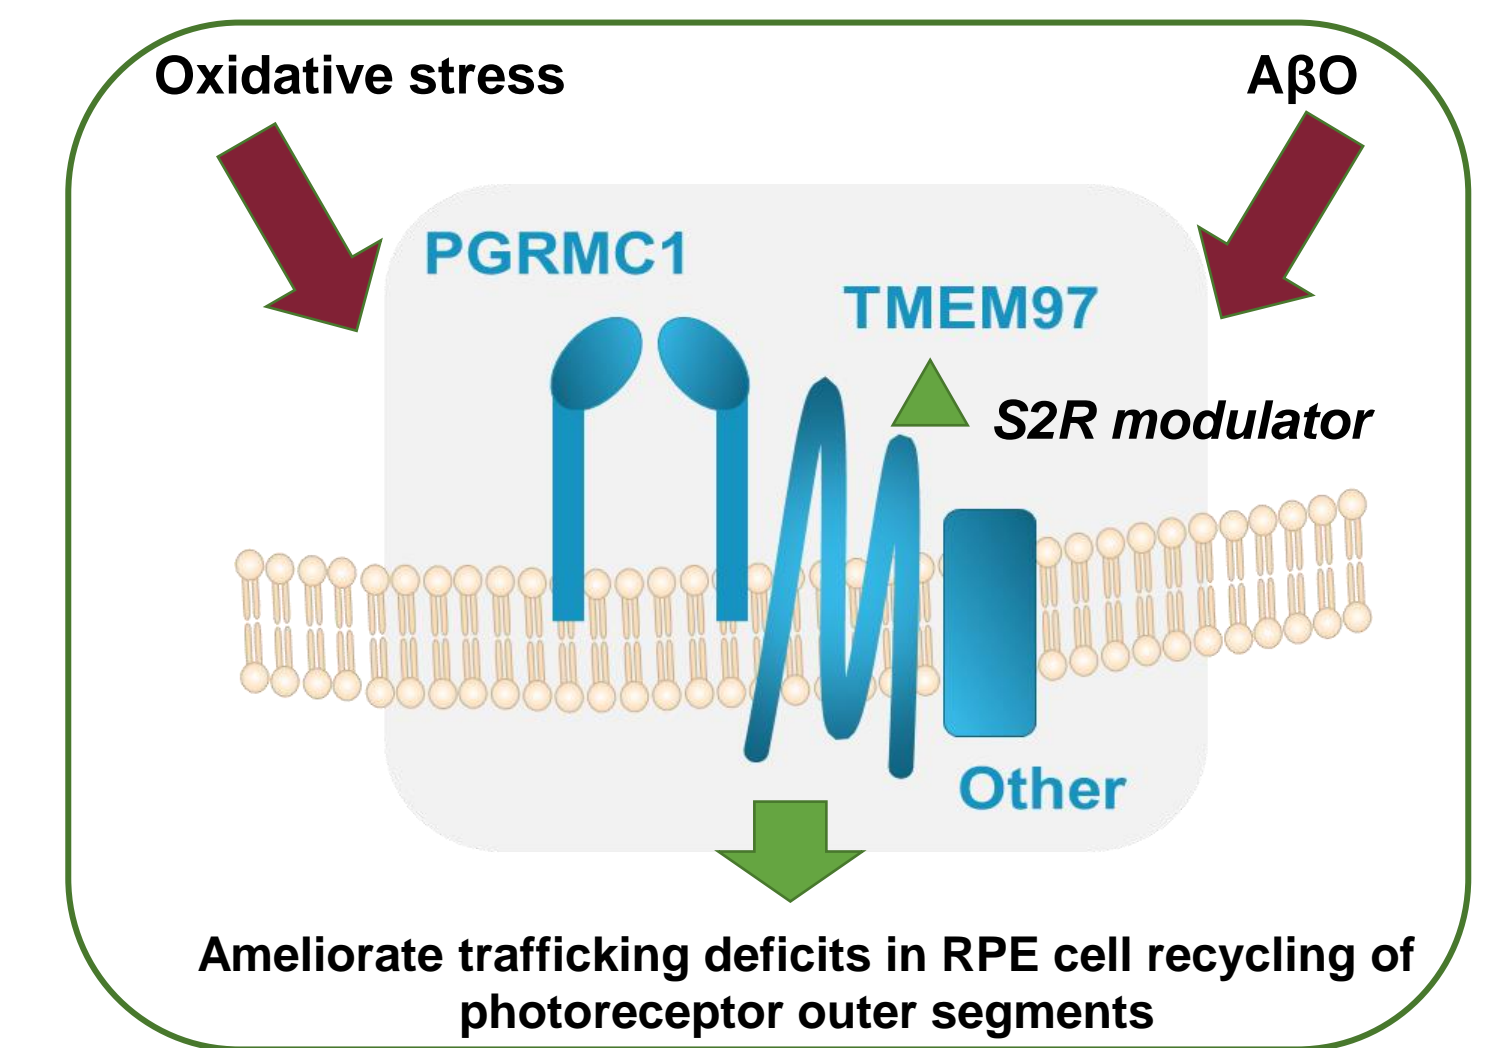 Oxidative stress
AβO
PGRMC1
TMEM97
S2R modulator
Other
Ameliorate trafficking deficits in RPE cell recycling of
photoreceptor outer segments